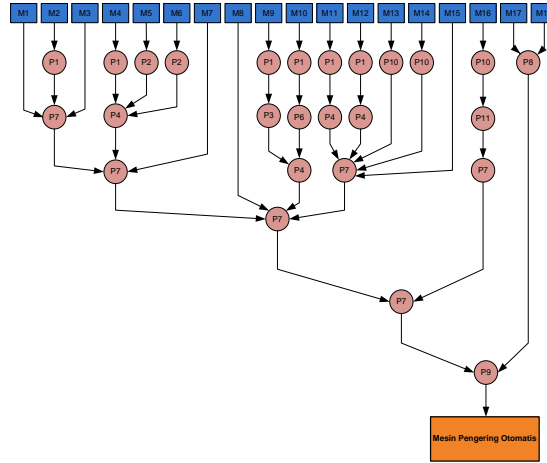 M1 M2 M3 M4 M5 M6 M7 M8 M9 M10 M11 M12 M13 M14 M15 M16 M17
P1 P1 P2 P2 P1 P1 P1 P1 P10 P10 P10 P8
P7 P4 P3 P6 P4 P4 P11
P7 P4 P7 P7
P7
P7
P9
Mesin Pengering Otomatis